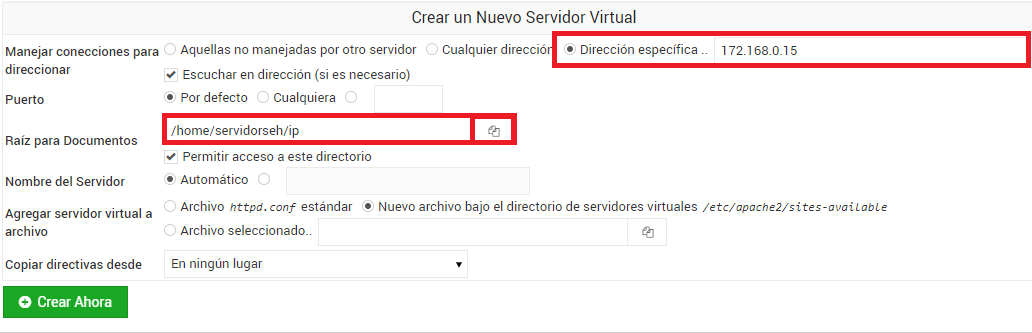 Crear un Nuevo Servidor Virtual
Manejar conecciones para direccionar
Aquellas no manejadas por otro servidor Cualquier dirección Dirección específica .. 172.168.0.15
Escuchar en dirección (si es necesario)
Puerto Por defecto Cualquiera
Raíz para Documentos /home/servidorseh/ip
Permitir acceso a este directorio
Nombre del Servidor Automático
Agregar servidor virtual a archivo
Archivo httpd.conf estándar Nuevo archivo bajo el directorio de servidores virtuales /etc/apache2/sites-available
Archivo seleccionado..
Copiar directivas desde En ningún lugar
Crear Ahora